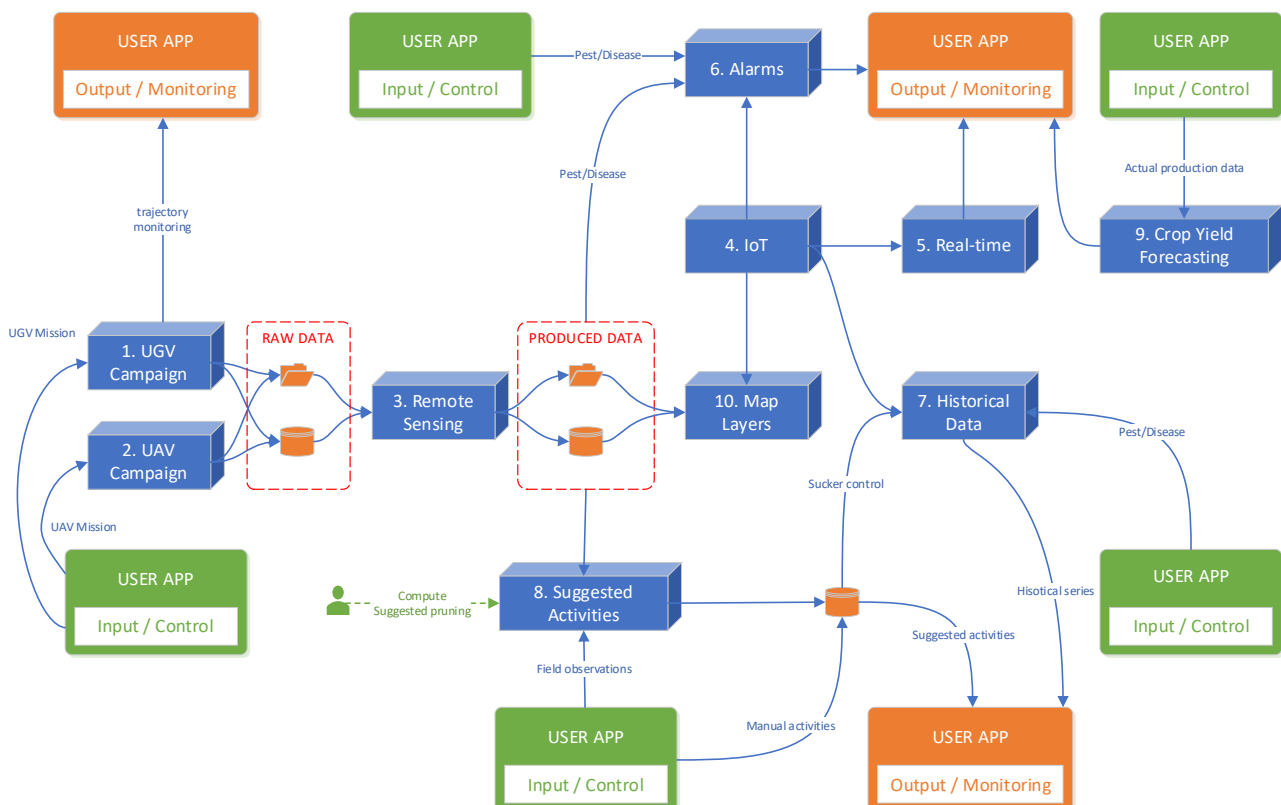 USER APP
Output / Monitoring
USER APP
Input / Control
Pest/Disease
6. Alarms
USER APP
Output / Monitoring
USER APP
Input / Control
Pest/Disease
Actual production data
trajectory
monitoring
4. IoT
5. Real-time
9. Crop Yield
Forecasting
UGV Mission
1. UGV
Campaign
RAW DATA
PRODUCED DATA
3. Remote
Sensing
10. Map
Layers
7. Historical
Data
2. UAV
Campaign
Pest/Disease
Sucker control
UAV Mission
USER APP
Input / Control
Compute
Suggested pruning
8. Suggested
Activities
Hisotical series
USER APP
Input / Control
Suggested activities
Field observations
Manual activities
USER APP
Input / Control
USER APP
Output / Monitoring